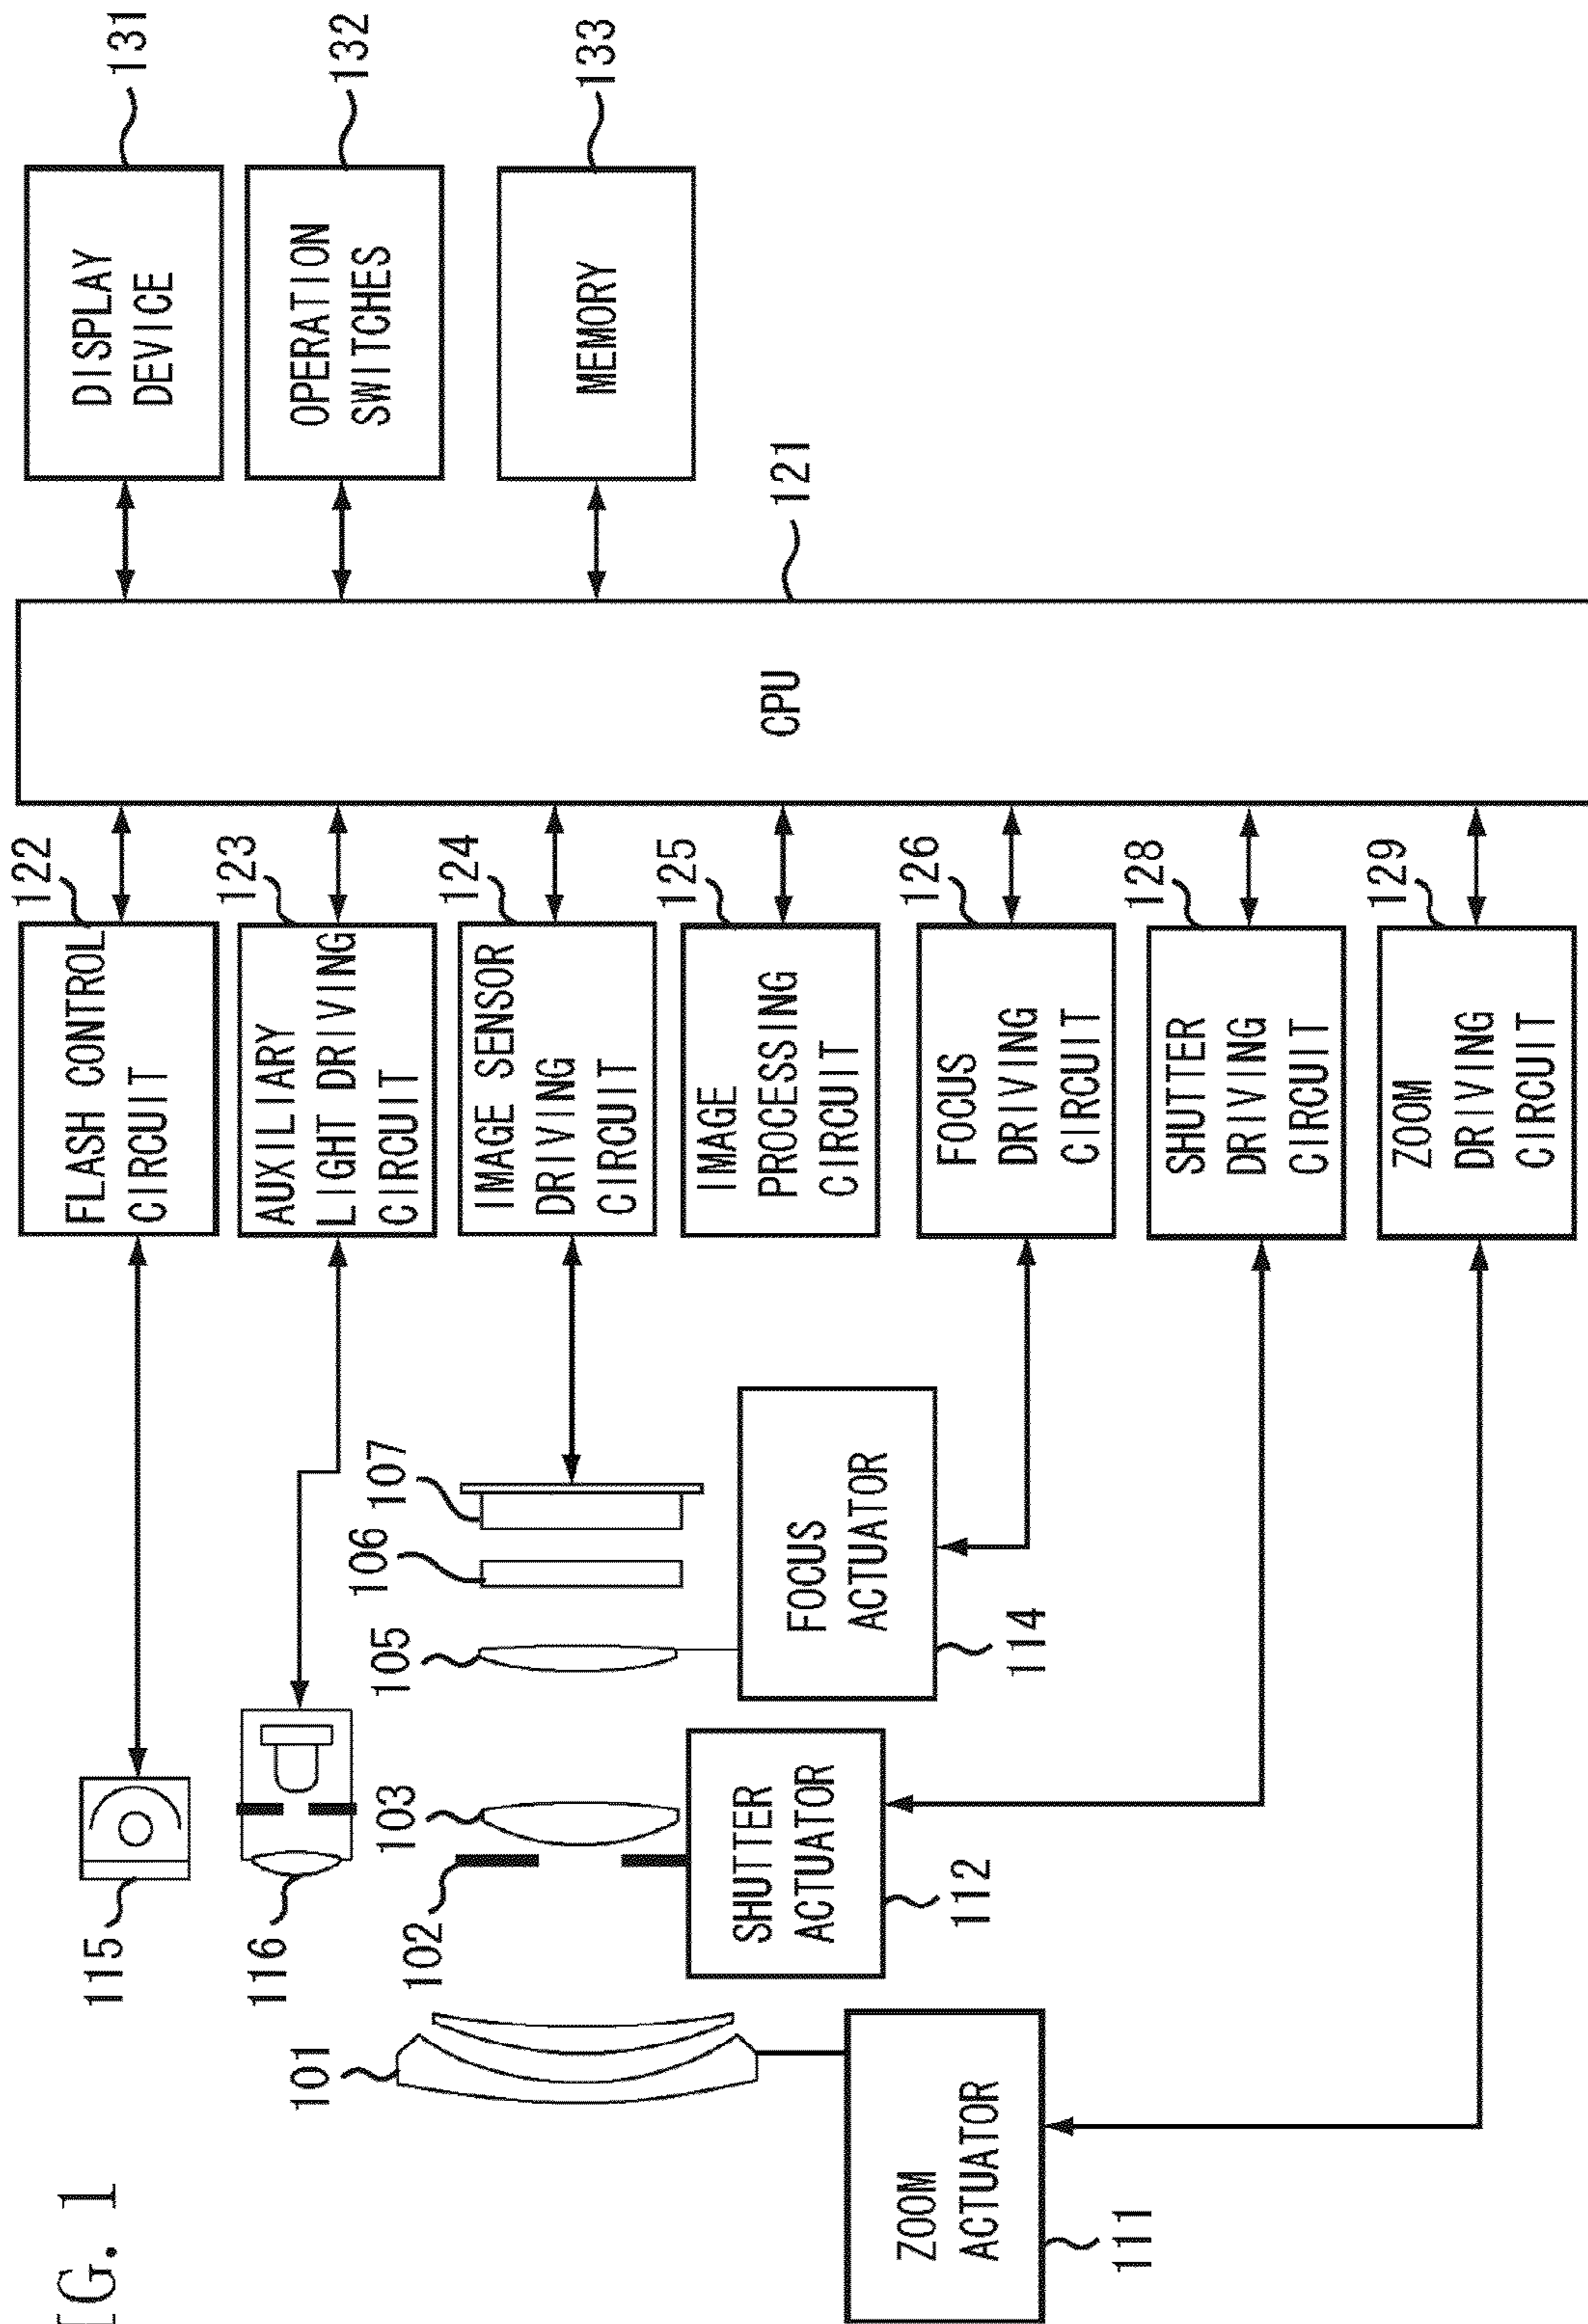 IG. 1
101
102
103
105
106
107
115
116
ZOOM
ACTUATOR
111
SHUTTER
ACTUATOR
112
FOCUS
ACTUATOR
114
FLASH CONTROL
CIRCUIT
122
AUXILIARY
LIGHT DRIVING
CIRCUIT
123
IMAGE SENSOR
DRIVING
CIRCUIT
124
IMAGE
PROCESSING
CIRCUIT
125
FOCUS
DRIVING
CIRCUIT
126
SHUTTER
DRIVING
CIRCUIT
128
ZOOM
DRIVING
CIRCUIT
129
CPU
121
DISPLAY
DEVICE
131
OPERATION
SWITCHES
132
MEMORY
133